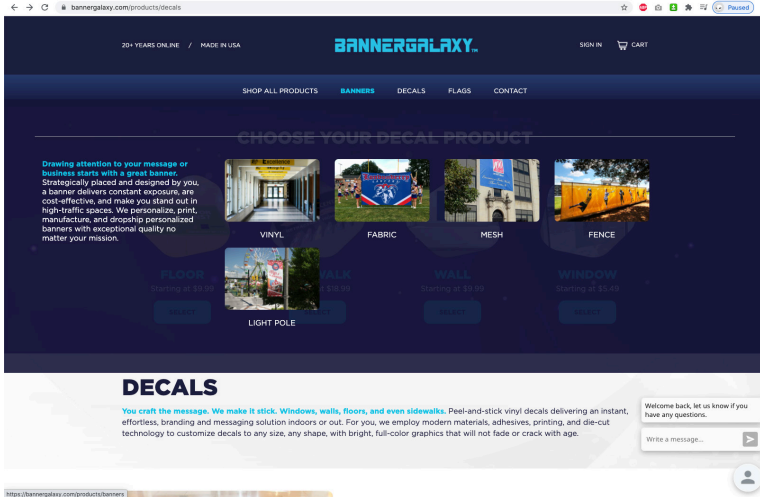 bannergalaxy.com/products/decals
Paused
20+ YEARS ONLINE / MADE IN USA
BANNERGALAXY™
SIGN IN
CART
SHOP ALL PRODUCTS
BANNERS
DECALS
FLAGS
CONTACT
CHOOSE YOUR DECAL PRODUCT
Drawing attention to your message or
business starts with a great banner.
Strategically placed and designed by you,
a banner delivers constant exposure, are
cost-effective, and make you stand out in
high-traffic spaces. We personalize, print,
manufacture, and dropship personalized
banners with exceptional quality no
matter your mission.
VINYL
FABRIC
MESH
FENCE
LIGHT POLE
FLOOR
WALL
WINDOW
Starting at $9.99
Starting at $5.49
SELECT
SELECT
SELECT
DECALS
You craft the message. We make it stick. Windows, walls, floors, and even sidewalks. Peel-and-stick vinyl decals delivering an instant,
effortless, branding and messaging solution indoors or out. For you, we employ modern materials, adhesives, printing, and die-cut
technology to customize decals to any size, any shape, with bright, full-color graphics that will not fade or crack with age.
Welcome back, let us know if you
have any questions.
Write a message...
https://bannergalaxy.com/products/banners